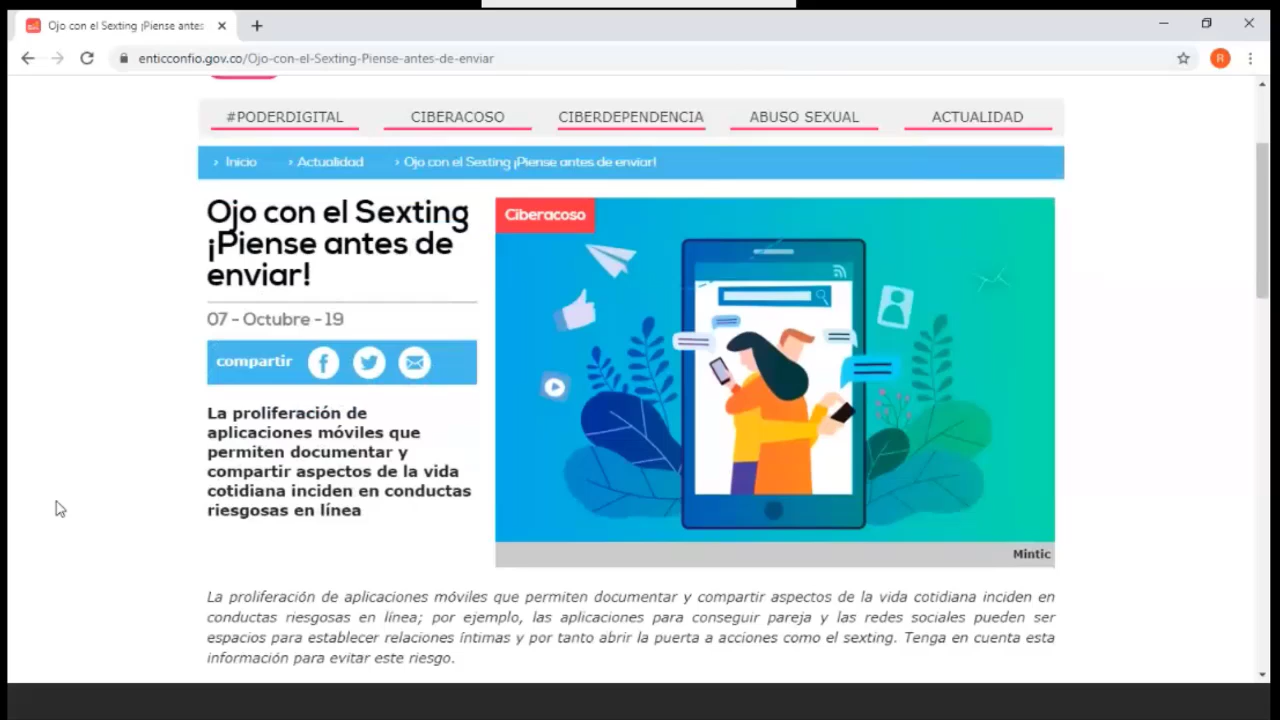 Ojo con el Sexting ¡Piense antes
enticconfio.gov.co/Ojo-con-el-Sexting-Piense-antes-de-enviar
R
#PODERDIGITAL
CIBERACOSO
CIBERDEPENDENCIA
ABUSO SEXUAL
ACTUALIDAD
› Inicio › Actualidad › Ojo con el Sexting ¡Piense antes de enviar!
Ojo con el Sexting
¡Piense antes de
enviar!
07 - Octubre - 19
compartir
La proliferación de
aplicaciones móviles que
permiten documentar y
compartir aspectos de la vida
cotidiana inciden en conductas
riesgosas en línea
Ciberacoso
Mintic
La proliferación de aplicaciones móviles que permiten documentar y compartir aspectos de la vida cotidiana inciden en
conductas riesgosas en línea; por ejemplo, las aplicaciones para conseguir pareja y las redes sociales pueden ser
espacios para establecer relaciones íntimas y por tanto abrir la puerta a acciones como el sexting. Tenga en cuenta esta
información para evitar este riesgo.